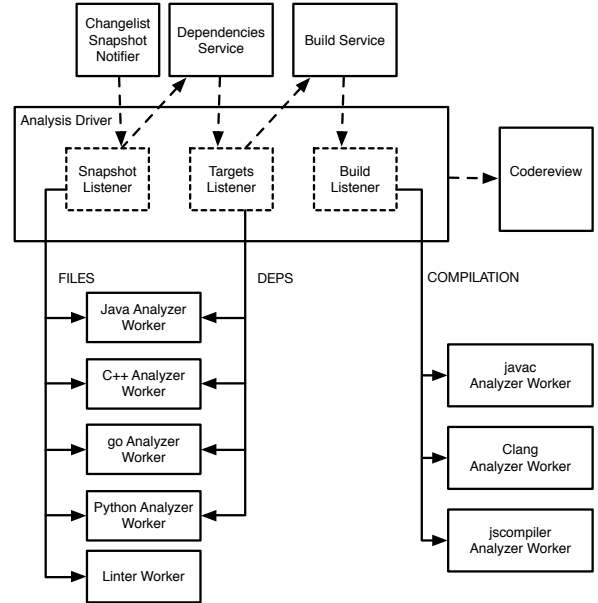 Changelist
Snapshot
Notifier
Dependencies
Service
Build Service
Analysis Driver
Snapshot
Listener
Targets
Listener
Build
Listener
Codereview
FILES
DEPS
COMPILATION
Java Analyzer
Worker
C++ Analyzer
Worker
go Analyzer
Worker
Python Analyzer
Worker
Linter Worker
javac
Analyzer Worker
Clang
Analyzer Worker
jscompiler
Analyzer Worker